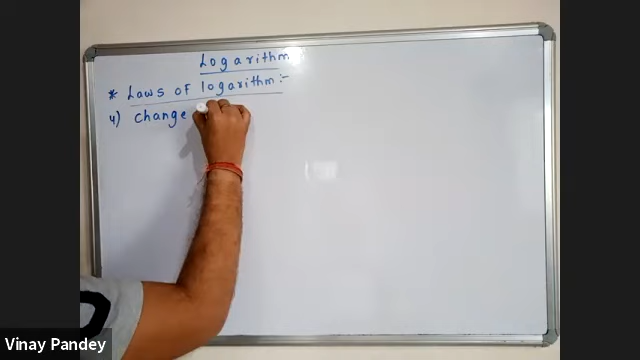 Logarithm
* Laws of logarithm :-
4) change
Vinay Pandey